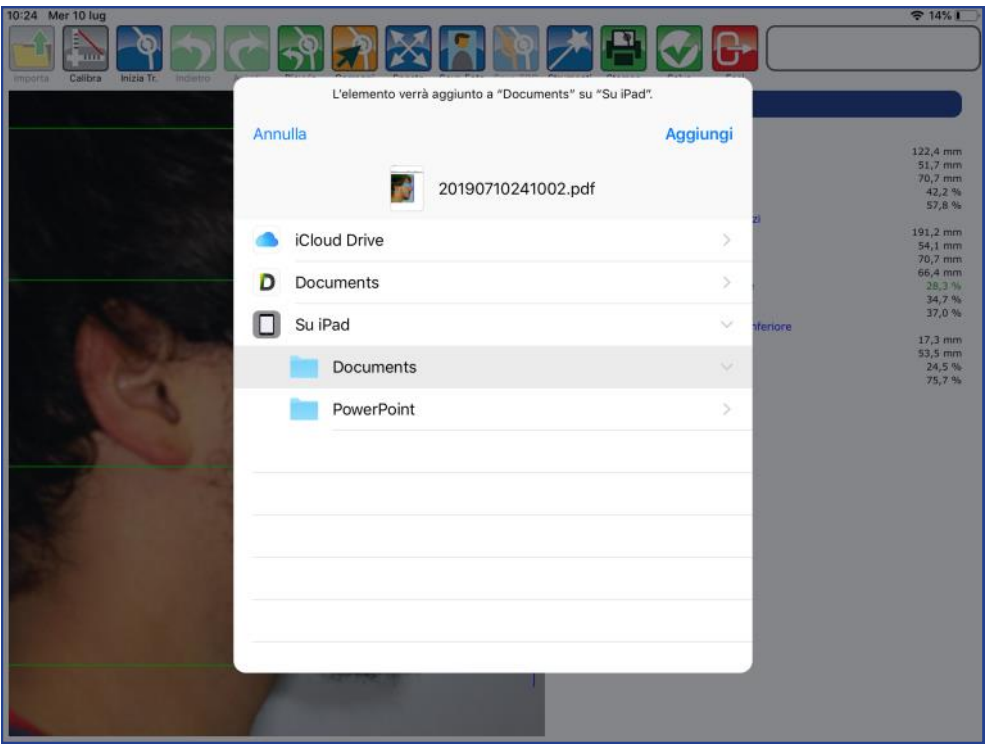 10:24 Mer 10 lug
14%
Importa
Calibra
Inizia Tr.
Indietro
L'elemento verrà aggiunto a “Documents” su “Su iPad”.
Annulla
Aggiungi
20190710241002.pdf
iCloud Drive
Documents
Su iPad
Documents
PowerPoint
122,4 mm
51,7 mm
70,7 mm
42,2 %
57,8 %
zi
191,2 mm
54,1 mm
70,7 mm
66,4 mm
28,3 %
34,7 %
37,0 %
nferiore
17,3 mm
53,5 mm
24,5 %
75,7 %